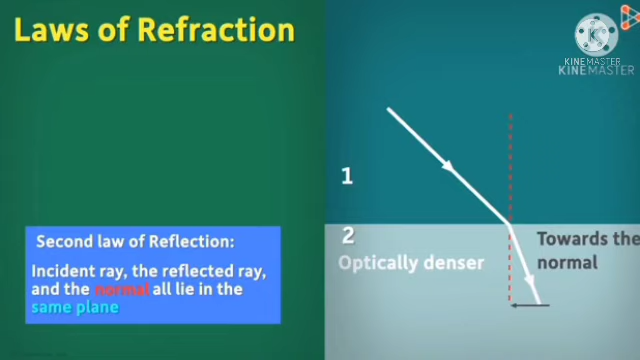 Laws of Refraction
KINEMASTER
KINEMASTER
1
2
Optically denser
Towards the
normal
Second law of Reflection:
Incident ray, the reflected ray,
and the normal all lie in the
same plane